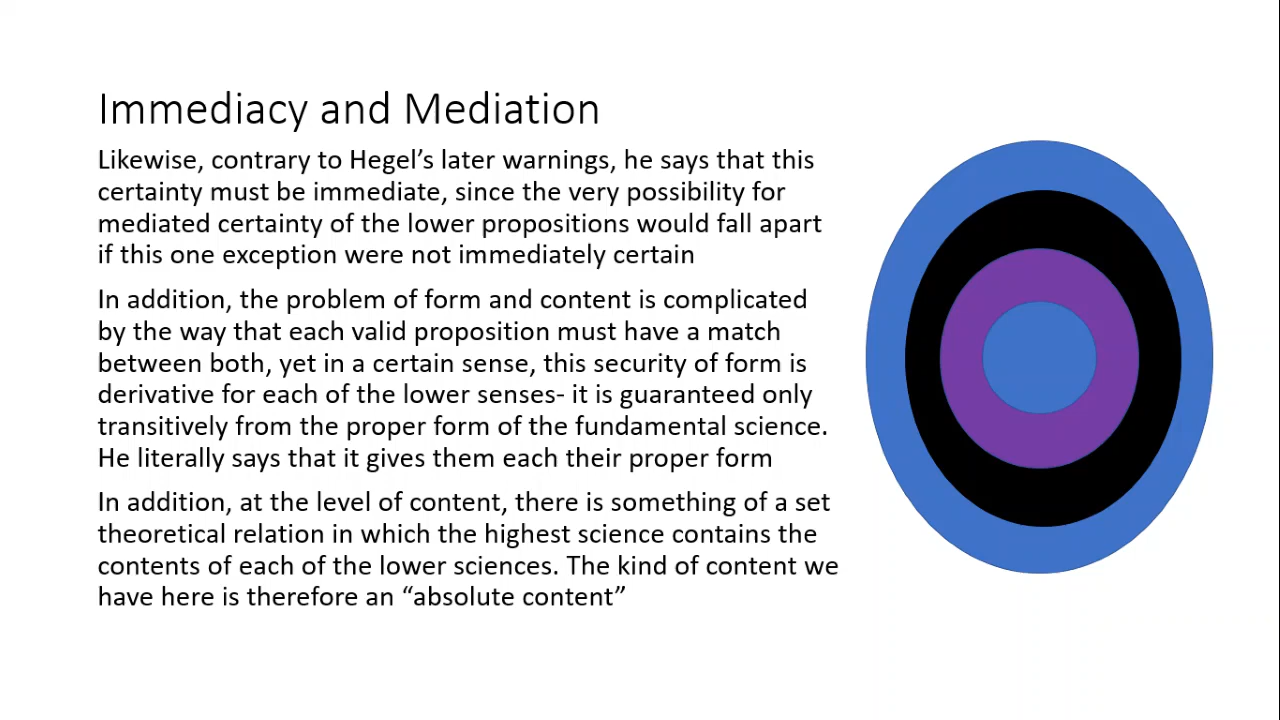 Immediacy and Mediation
Likewise, contrary to Hegel’s later warnings, he says that this
certainty must be immediate, since the very possibility for
mediated certainty of the lower propositions would fall apart
if this one exception were not immediately certain
In addition, the problem of form and content is complicated
by the way that each valid proposition must have a match
between both, yet in a certain sense, this security of form is
derivative for each of the lower senses- it is guaranteed only
transitively from the proper form of the fundamental science.
He literally says that it gives them each their proper form
In addition, at the level of content, there is something of a set
theoretical relation in which the highest science contains the
contents of each of the lower sciences. The kind of content we
have here is therefore an “absolute content”